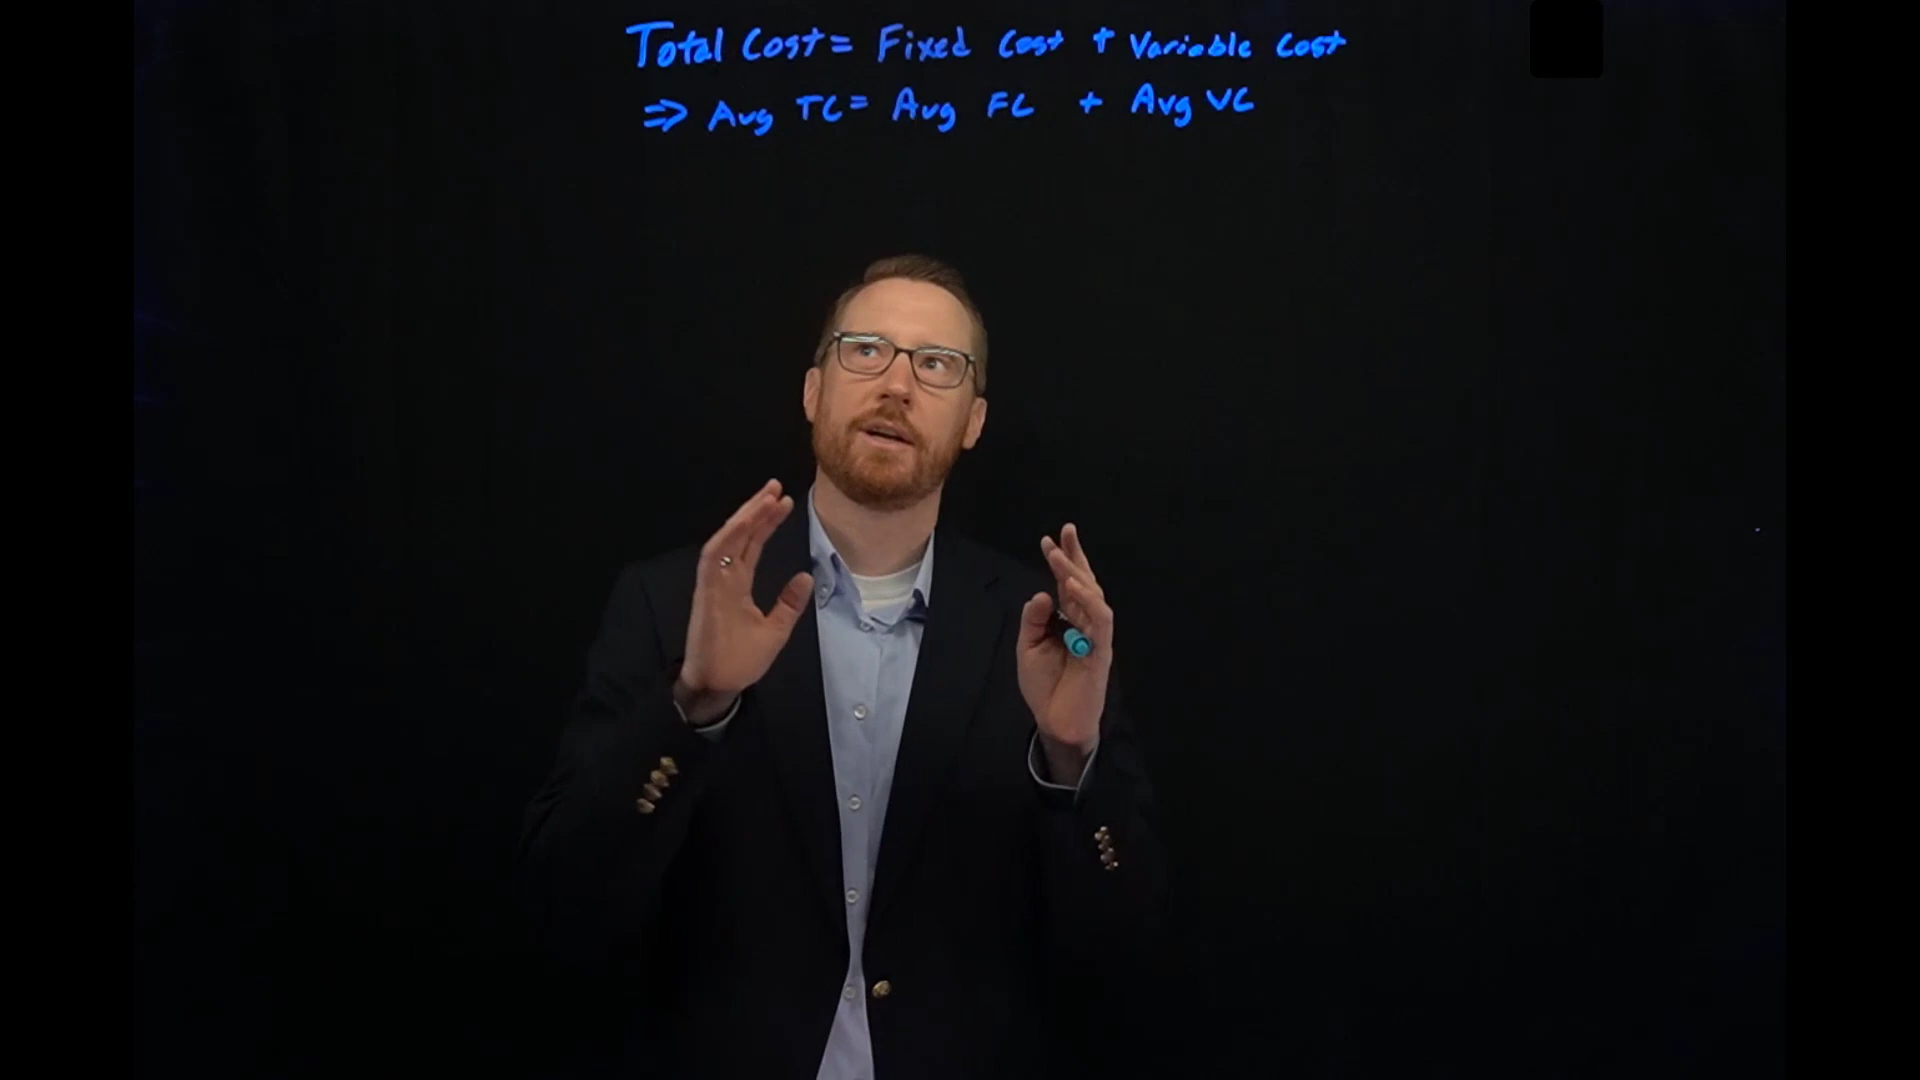 Total Cost = Fixed Cost + Variable Cost
⇒ Avg TC = Avg FC + Avg VC